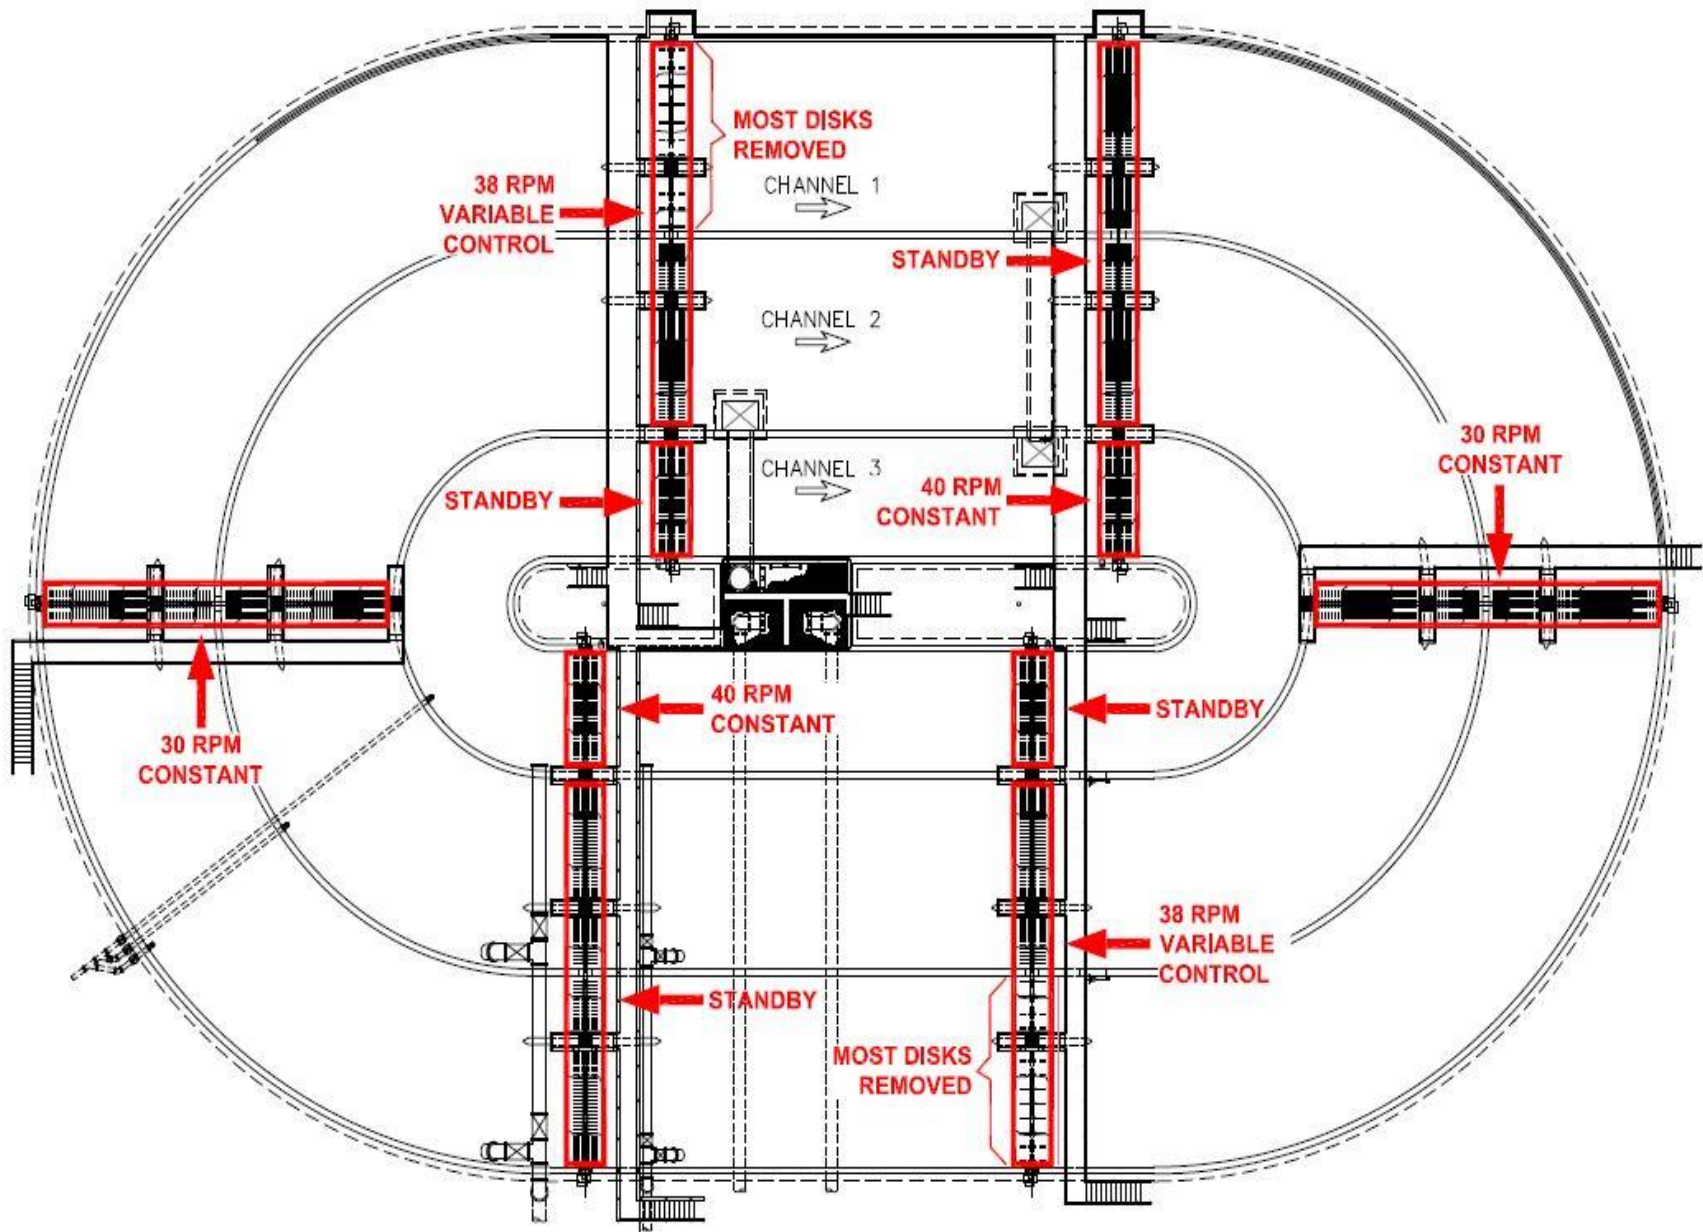 MOST DISKS
REMOVED
38 RPM
VARIABLE
CONTROL
CHANNEL 1
STANDBY
CHANNEL 2
30 RPM
CONSTANT
CHANNEL 3
STANDBY
40 RPM
CONSTANT
40 RPM
CONSTANT
STANDBY
30 RPM
CONSTANT
38 RPM
VARIABLE
CONTROL
STANDBY
MOST DISKS
REMOVED